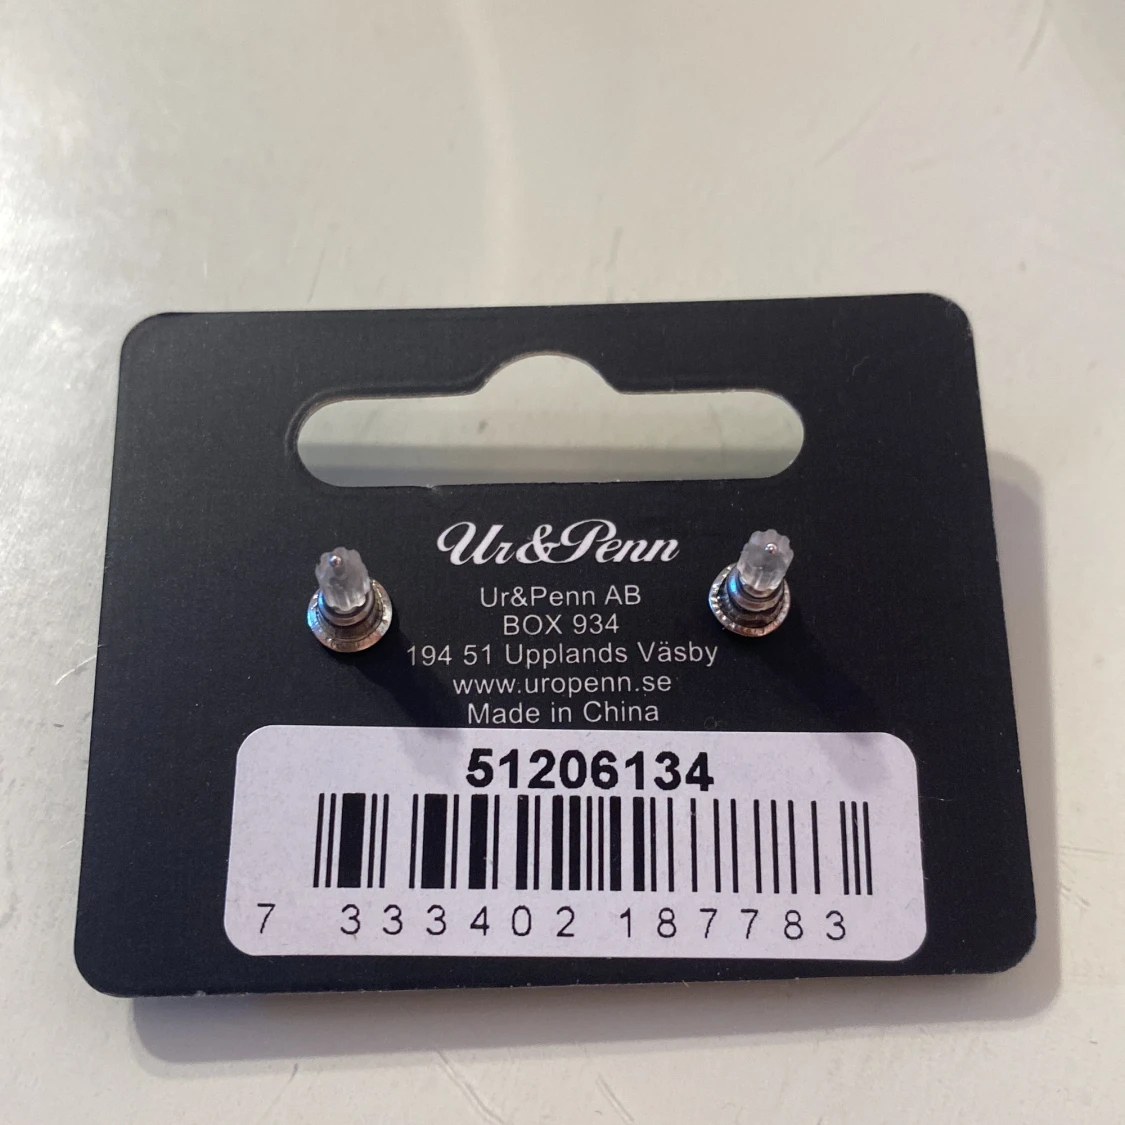 Ur&Penn
Ur&Penn AB
BOX 934
194 51 Upplands Väsby
www.uropenn.se
Made in China
51206134
7 333402 187783